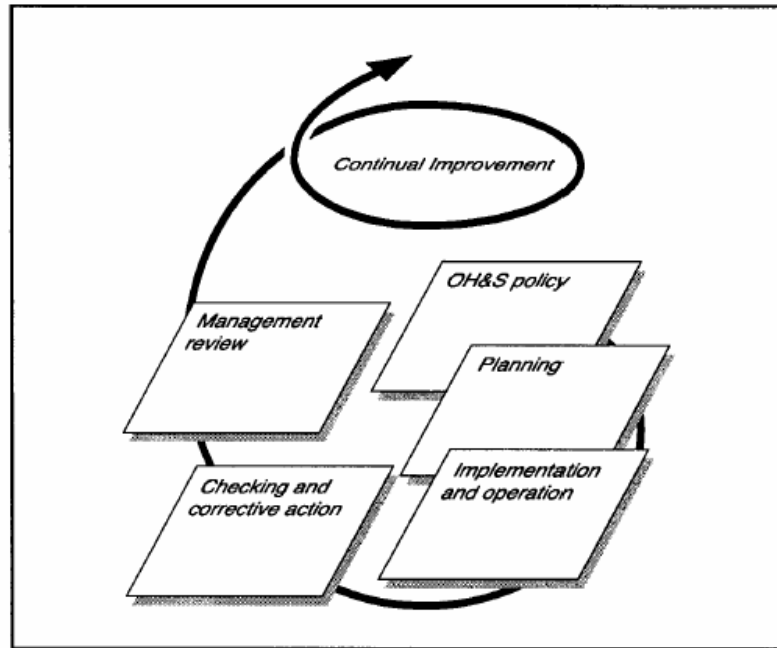 Continual Improvement
OH&S policy
Planning
Implementation
and operation
Checking and
corrective action
Management
review